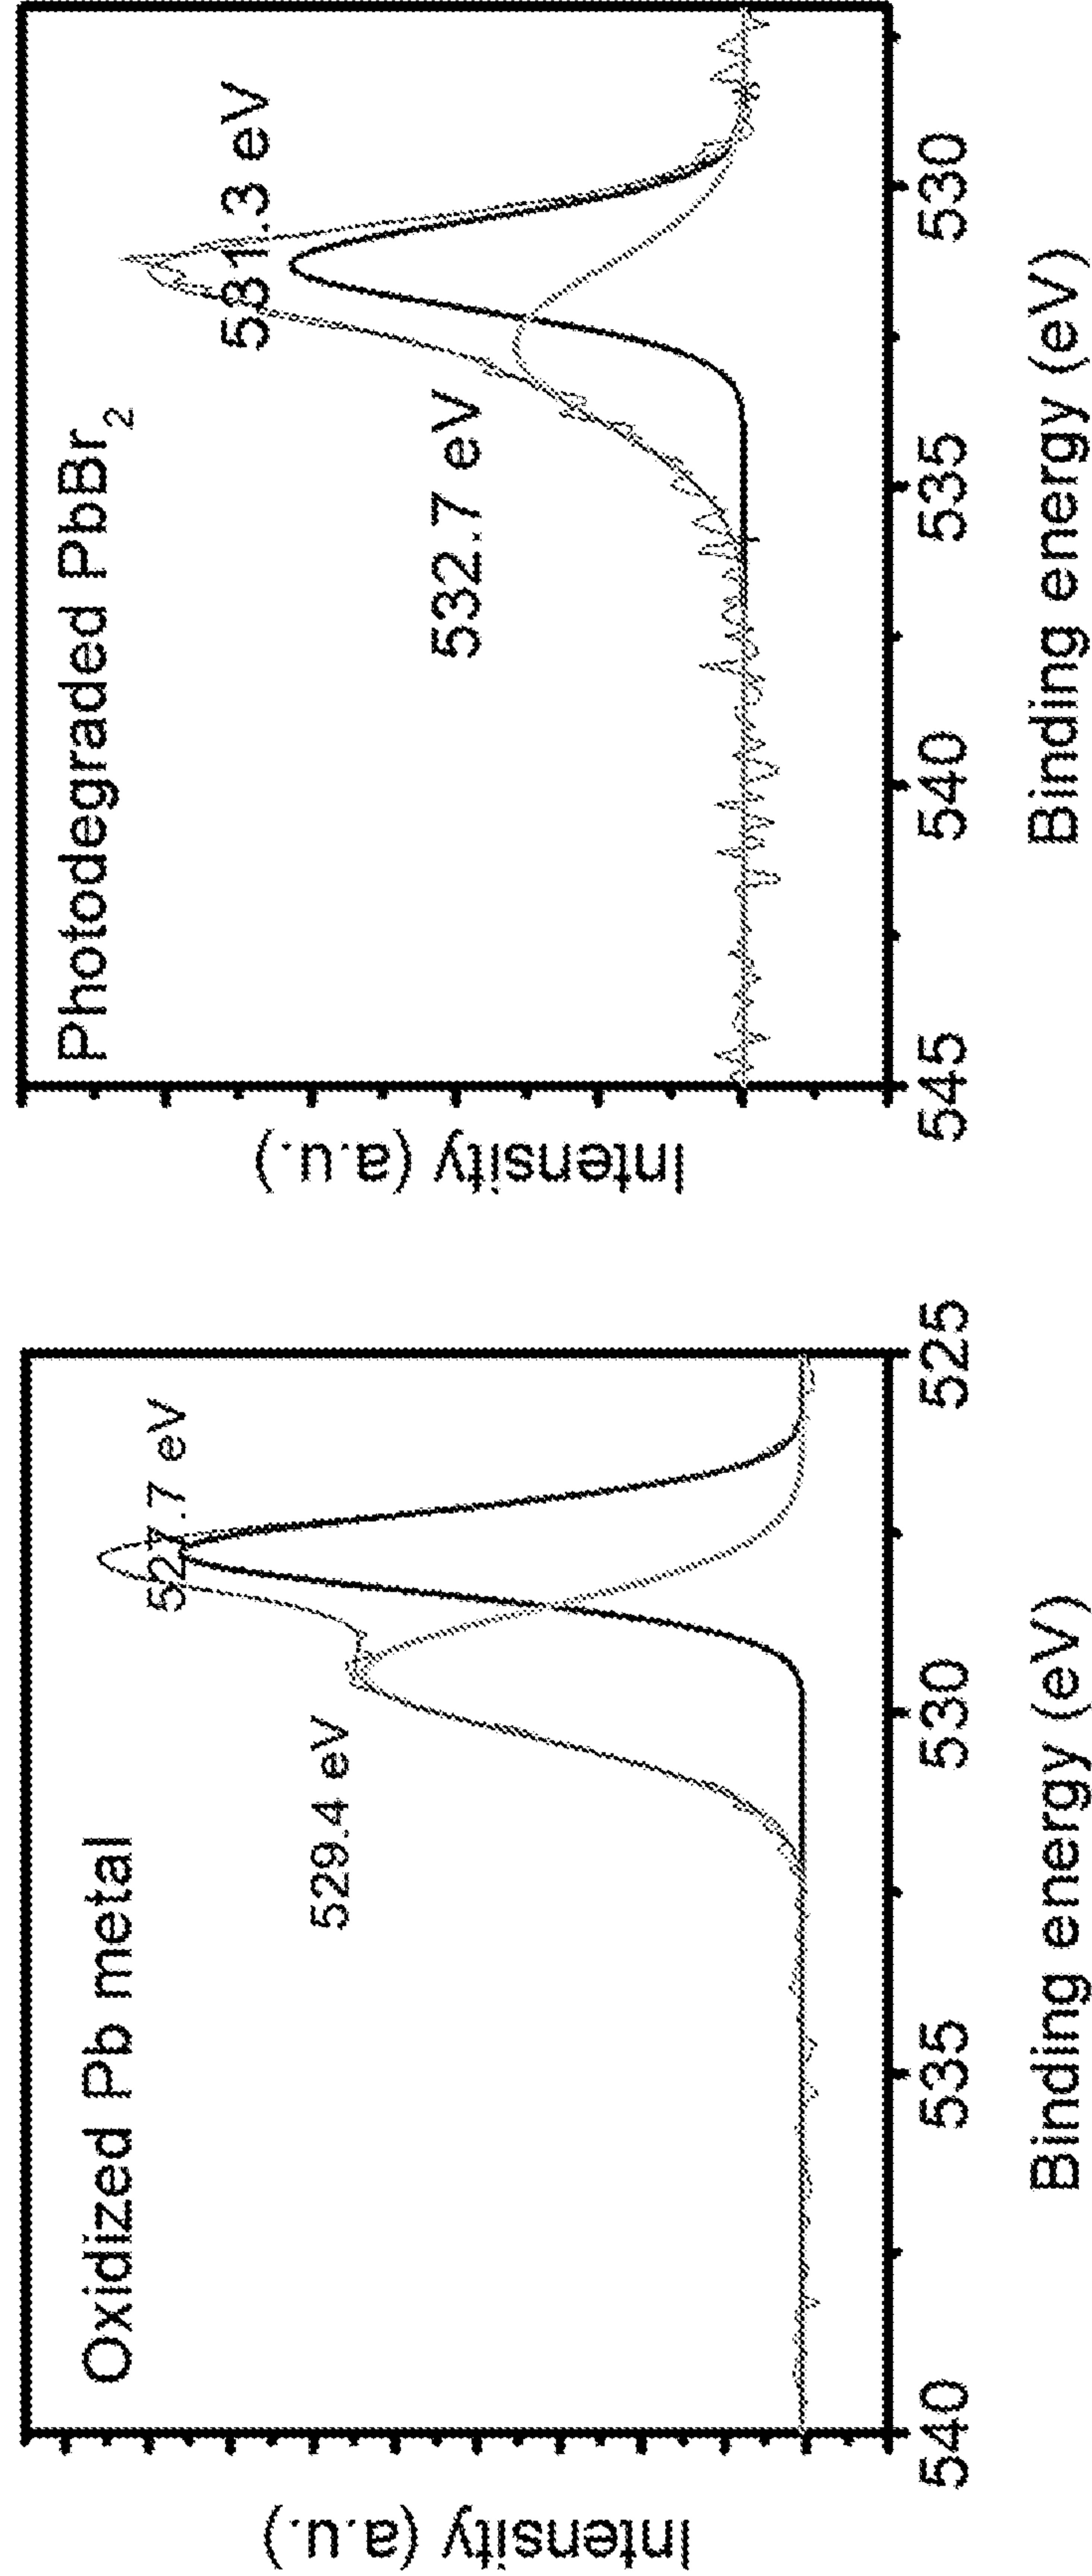 Oxidized Pb metal
527.7 eV
529.4 eV
Intensity (a.u.)
540
535
530
525
Binding energy (eV)
Photodegraded PbBr2
531.3 eV
532.7 eV
Intensity (a.u.)
545
540
535
530
Binding energy (eV)